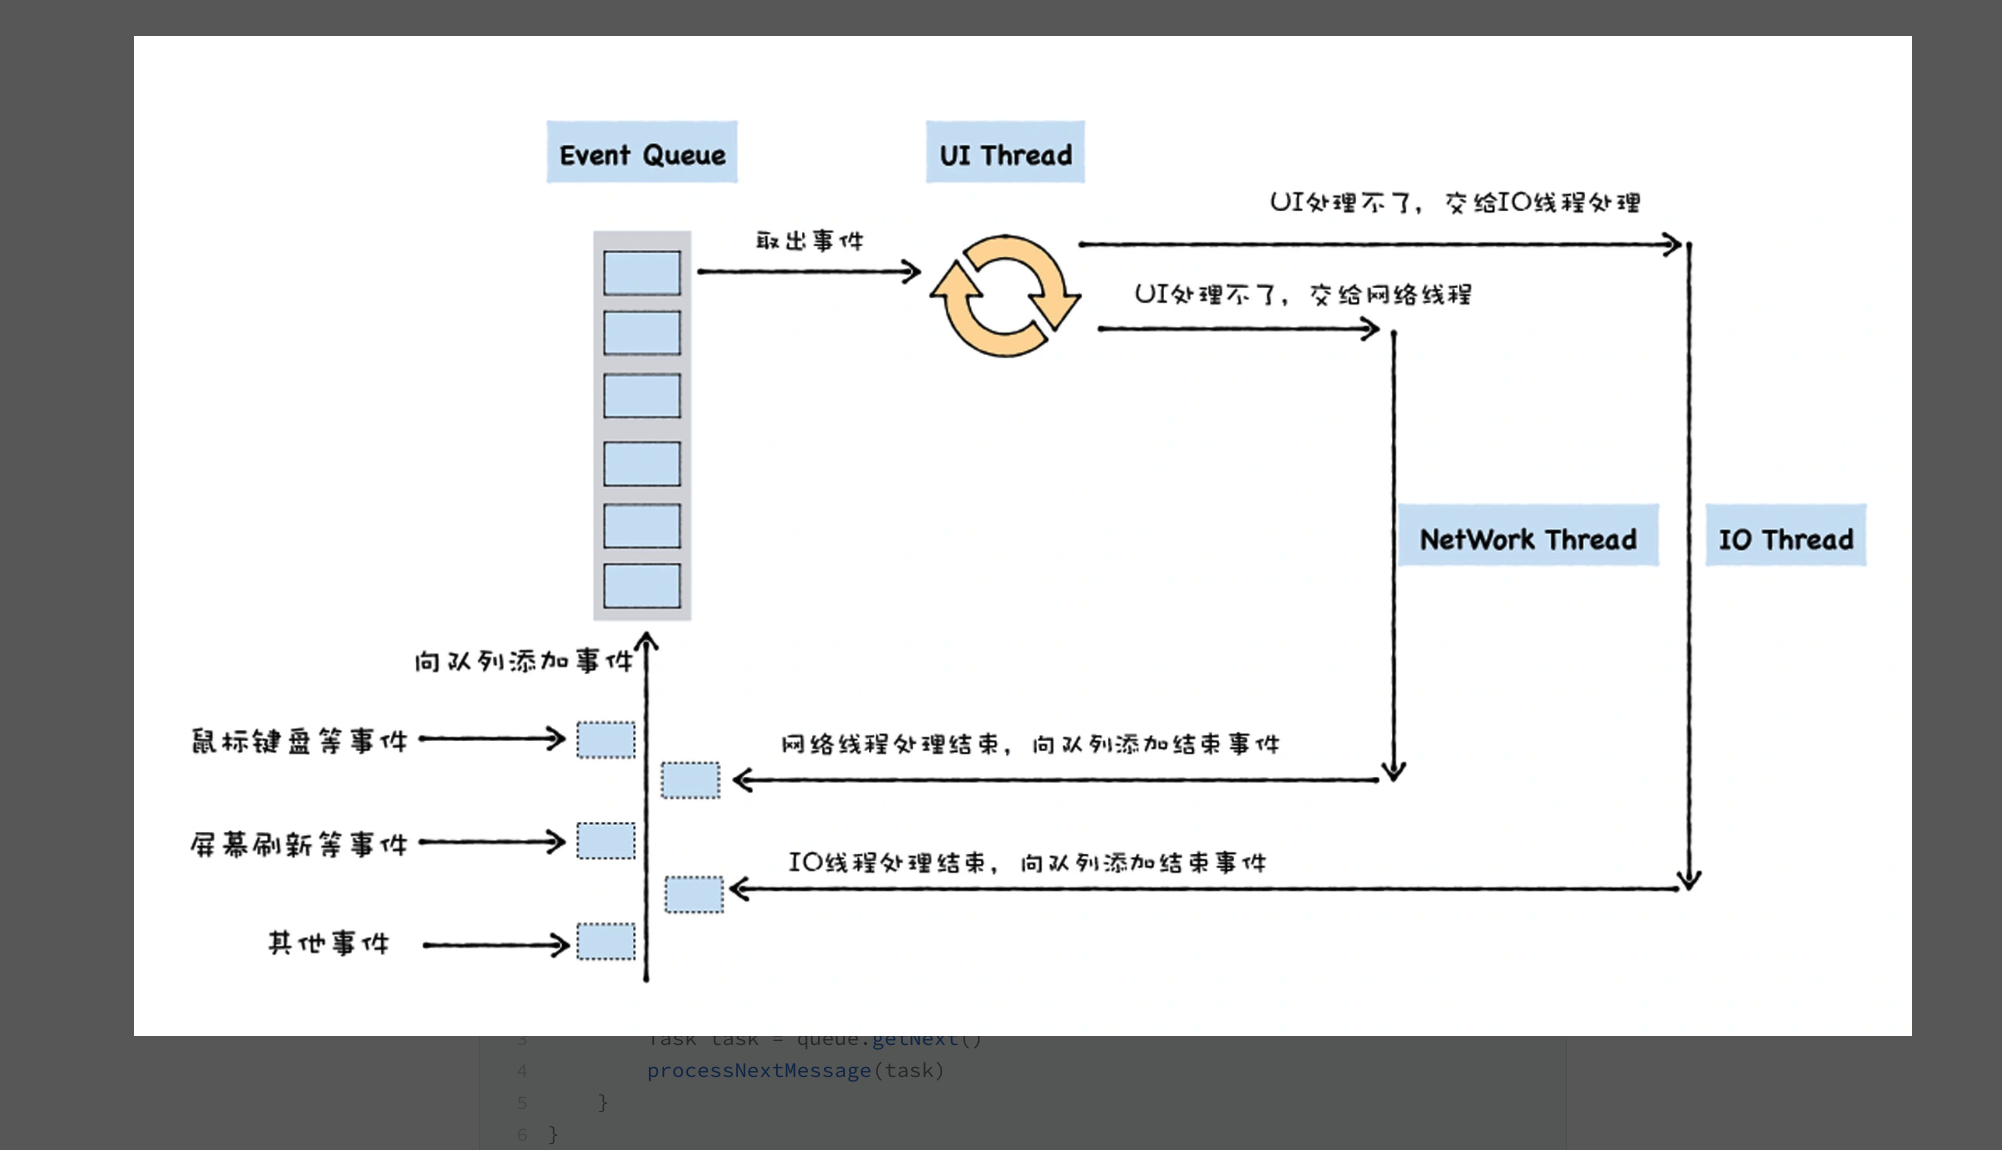 Event Queue
UI Thread
UI处理不了，交给IO线程处理
取出事件
UI处理不了，交给网络线程
NetWork Thread
IO Thread
向队列添加事件
鼠标键盘等事件
网络线程处理结束，向队列添加结束事件
屏幕刷新等事件
IO线程处理结束，向队列添加结束事件
其他事件
3 Task task = queue.getNext()
4 processNextMessage(task)
5 }
6 }